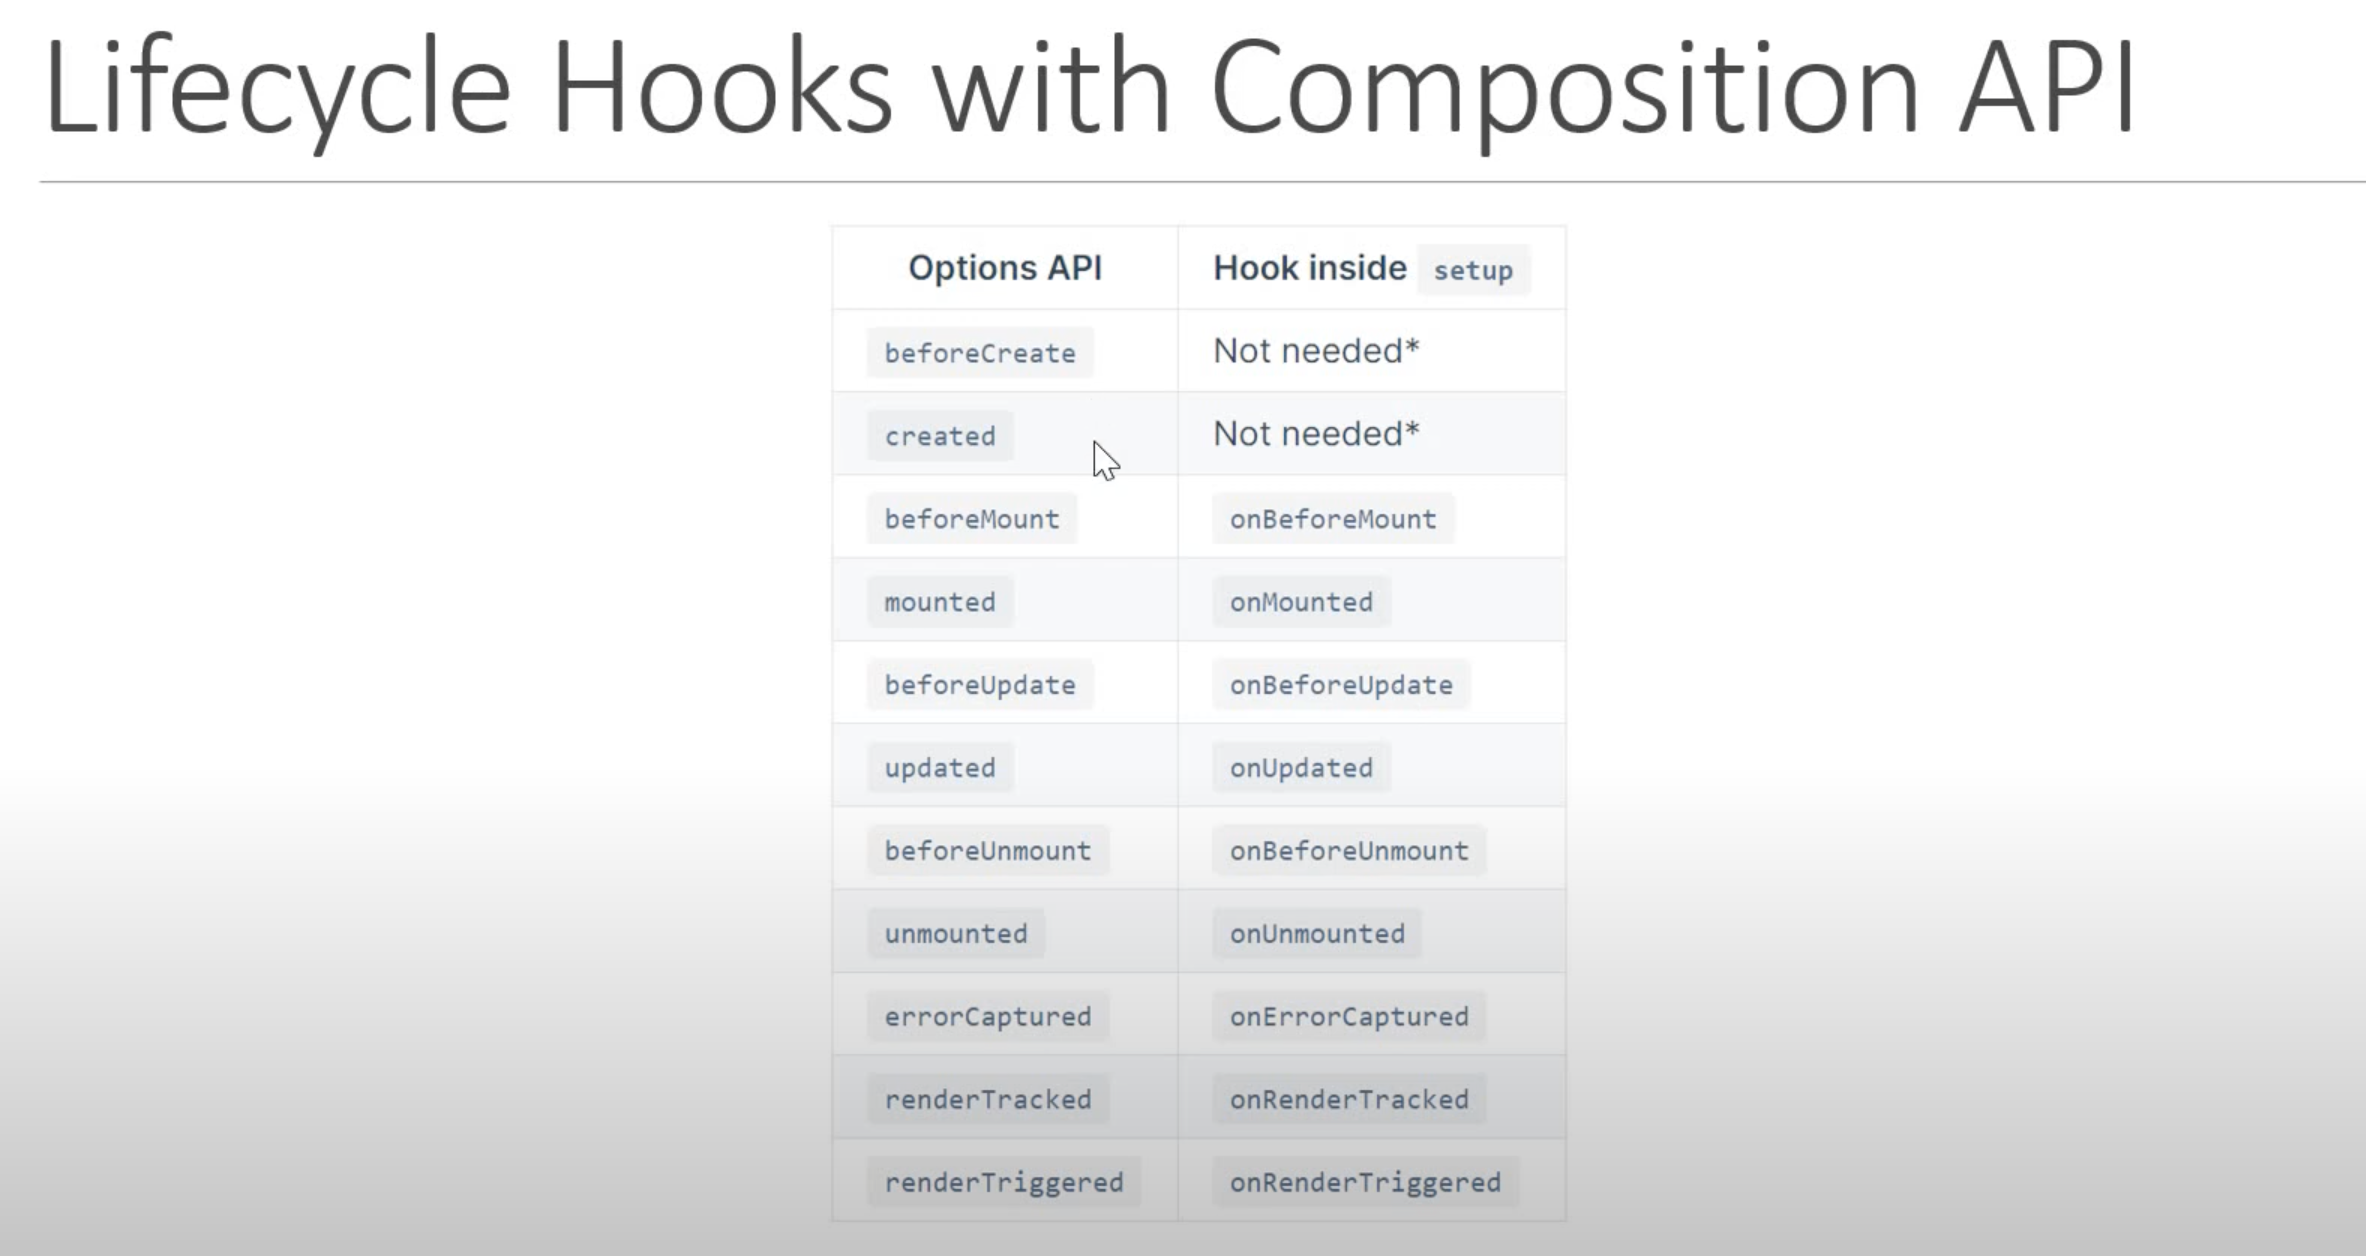 Lifecycle Hooks with Composition API
Options API Hook inside setup
beforeCreate Not needed*
created Not needed*
beforeMount onBeforeMount
mounted onMounted
beforeUpdate onBeforeUpdate
updated onUpdated
beforeUnmount onBeforeUnmount
unmounted onUnmounted
errorCaptured onErrorCaptured
renderTracked onRenderTracked
renderTriggered onRenderTriggered